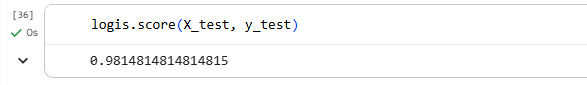 [36]
0s
logis.score(X_test, y_test)
0.9814814814814815